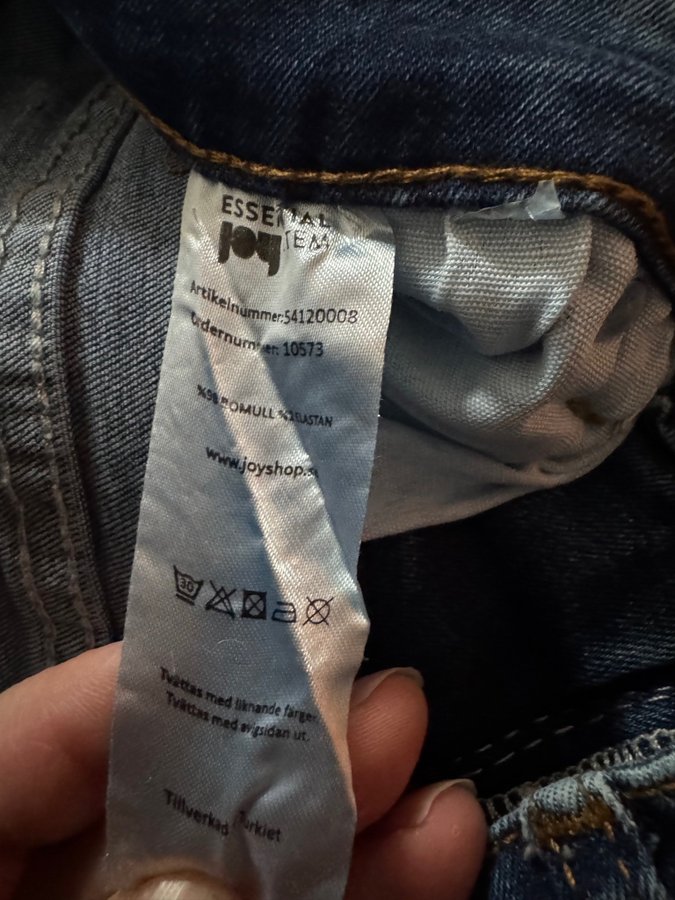 ESSENTIAL
ITEM
Artikelnummer:54120008
Ordernummer: 10573
%98 BOMULL %2 ELASTAN
www.joyshop.se
30
Tvättas med liknande färger.
Tvättas med avigsidan ut.
Tillverkad Turkiet